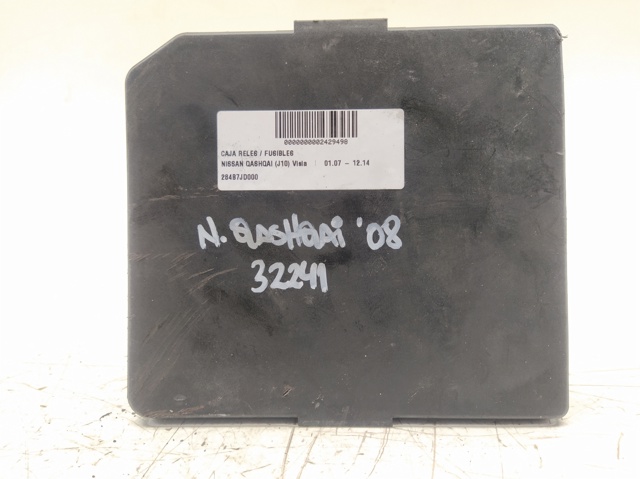 0000000002429498
CAJA RELES / FUSIBLES
NISSAN QASHQAI (J10) Visia | 01.07 – 12.14
28487JD000
N. QASHQAi '08
32241